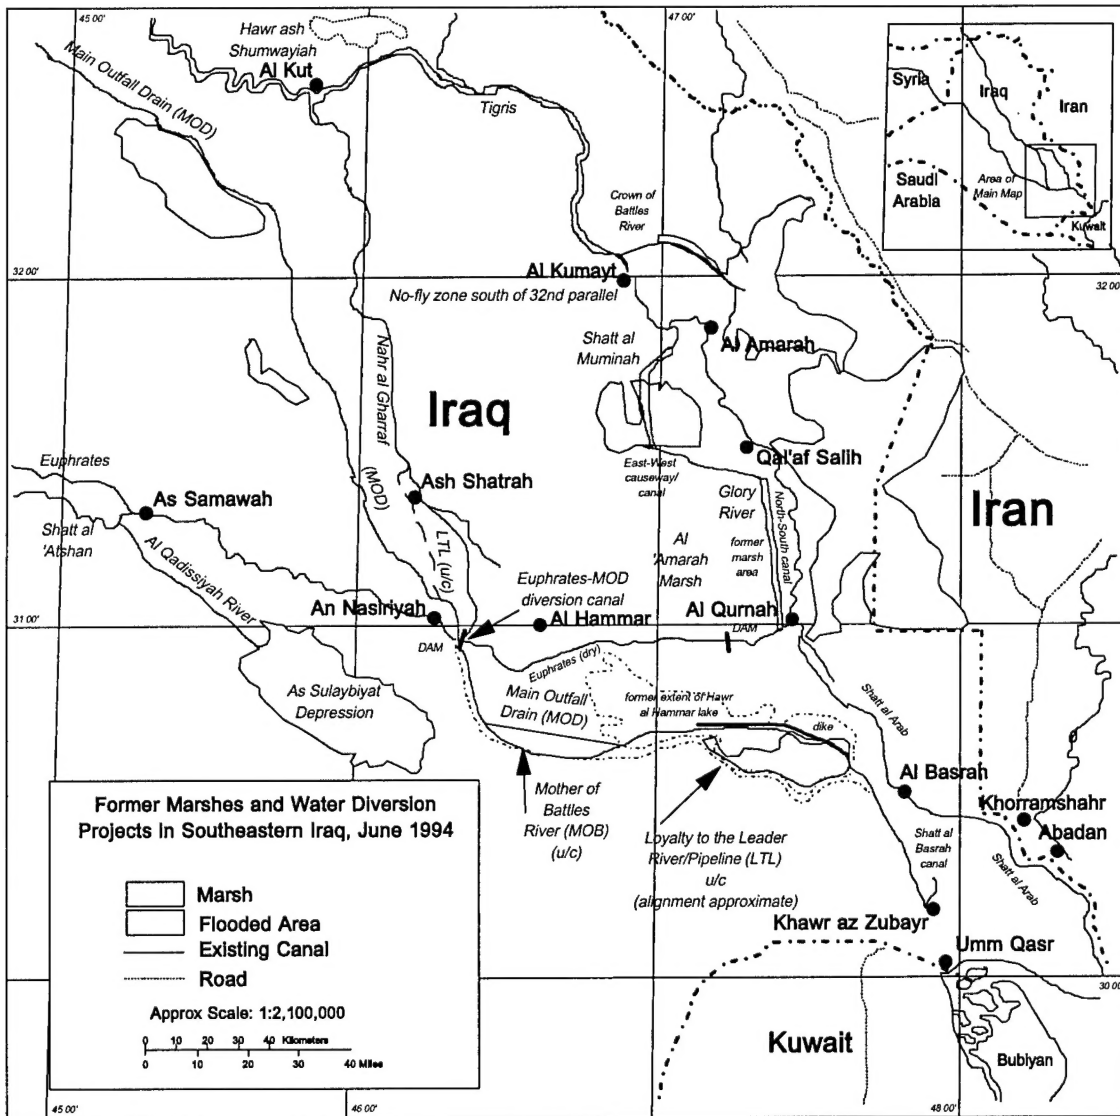 45 00'
47 00'
Hawr ash
Shumwayiah
Al Kut
Main Outfall Drain (MOD)
Tigris
Syria
Iraq
Iran
Saudi
Arabia
Area of
Main Map
Kuwait
Crown of
Battles
River
Al Kumayt
32 00'
32 00'
No-fly zone south of 32nd parallel
Shatt al
Muminah
Al Amarah
Nahr al Gharraf
Iraq
(MOD)
Euphrates
As Samawah
Shatt al
'Atshan
Al Qadissiyah River
Ash Shatrah
LTL (u/c)
East-West
causeway/
canal
Qal'af Salih
Glory
River
North-South canal
former
marsh
area
Al
'Amarah
Marsh
Iran
Euphrates-MOD
diversion canal
An Nasiriyah
Al Hammar
Al Qurnah
31 00'
DAM
DAM
Euphrates (dry)
As Sulaybiyat
Depression
Main Outfall
Drain (MOD)
former extent of Hawr
al Hammar lake
dike
Shatt al Arab
Al Basrah
Khorramshahr
Abadan
Mother of
Battles
River (MOB)
(u/c)
Loyalty to the Leader
River/Pipeline (LTL)
u/c
(alignment approximate)
Shatt al
Basrah
canal
Shatt al Arab
Khawr az Zubayr
Umm Qasr
30 00'
Kuwait
Bubiyan
Former Marshes and Water Diversion
Projects in Southeastern Iraq, June 1994
Marsh
Flooded Area
Existing Canal
Road
Approx Scale: 1:2,100,000
0 10 20 30 40 Kilometers
0 10 20 30 40 Miles
45 00'
46 00'
48 00'